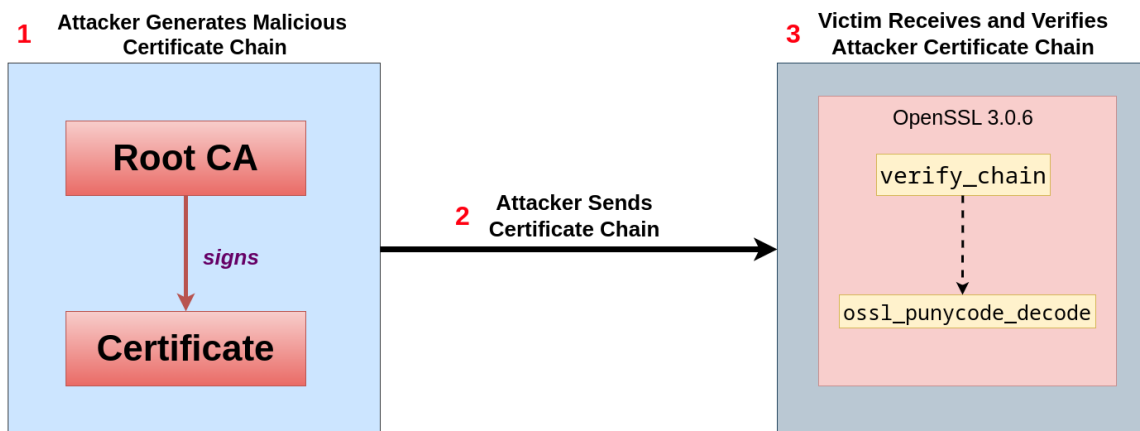 1
Attacker Generates Malicious
Certificate Chain
Root CA
signs
Certificate
2
Attacker Sends
Certificate Chain
3
Victim Receives and Verifies
Attacker Certificate Chain
OpenSSL 3.0.6
verify_chain
ossl_punycode_decode